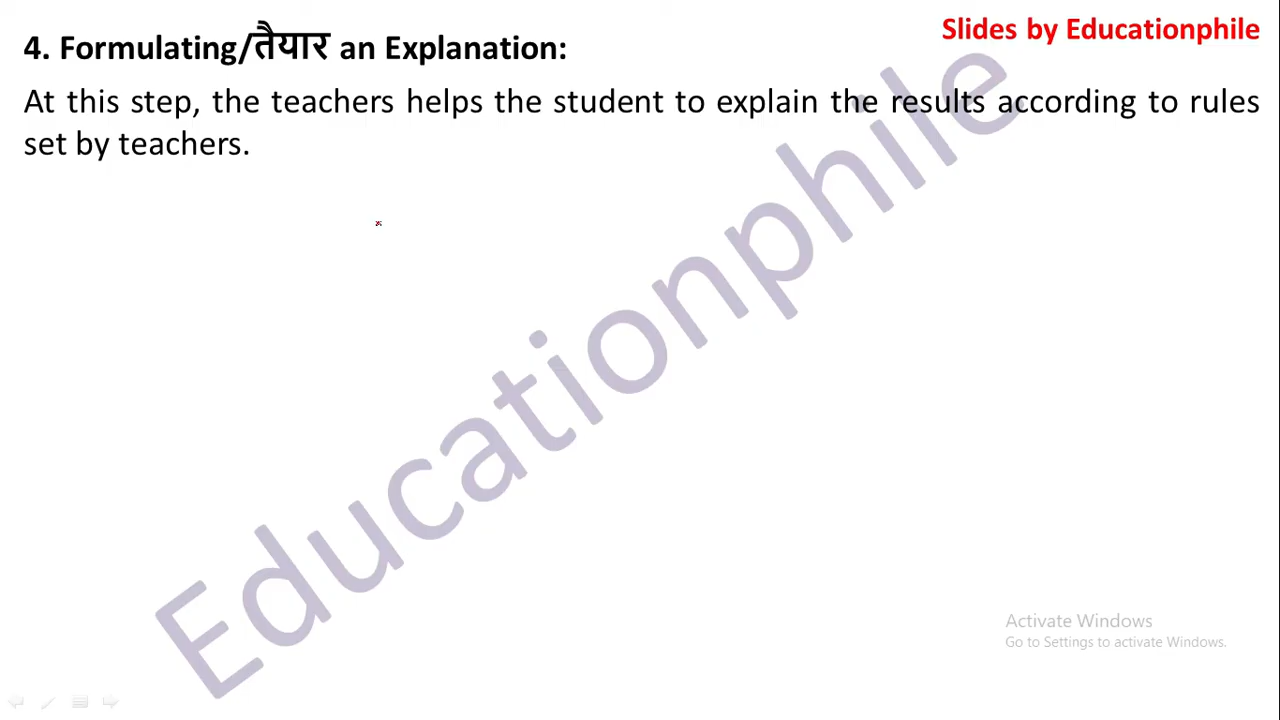 Slides by Educationphile
4. Formulating/तैयार an Explanation:
At this step, the teachers helps the student to explain the results according to rules
set by teachers.
Educationphile
Activate Windows
Go to Settings to activate Windows.